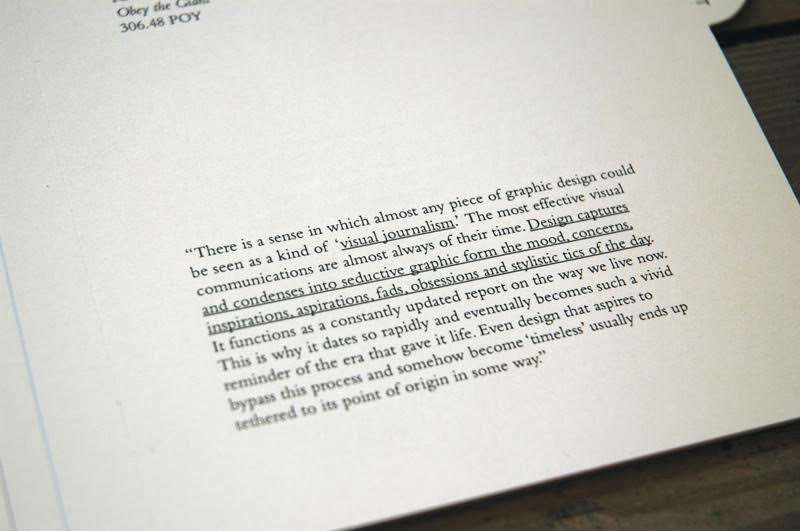 Obey the Giant
306.48 POY
“There is a sense in which almost any piece of graphic design could
be seen as a kind of ‘visual journalism’. The most effective visual
communications are almost always of their time. Design captures
and condenses into seductive graphic form the mood, concerns,
inspirations, aspirations, fads, obsessions and stylistic tics of the day.
It functions as a constantly updated report on the way we live now.
This is why it dates so rapidly and eventually becomes such a vivid
reminder of the era that gave it life. Even design that aspires to
bypass this process and somehow become ‘timeless’ usually ends up
tethered to its point of origin in some way.”